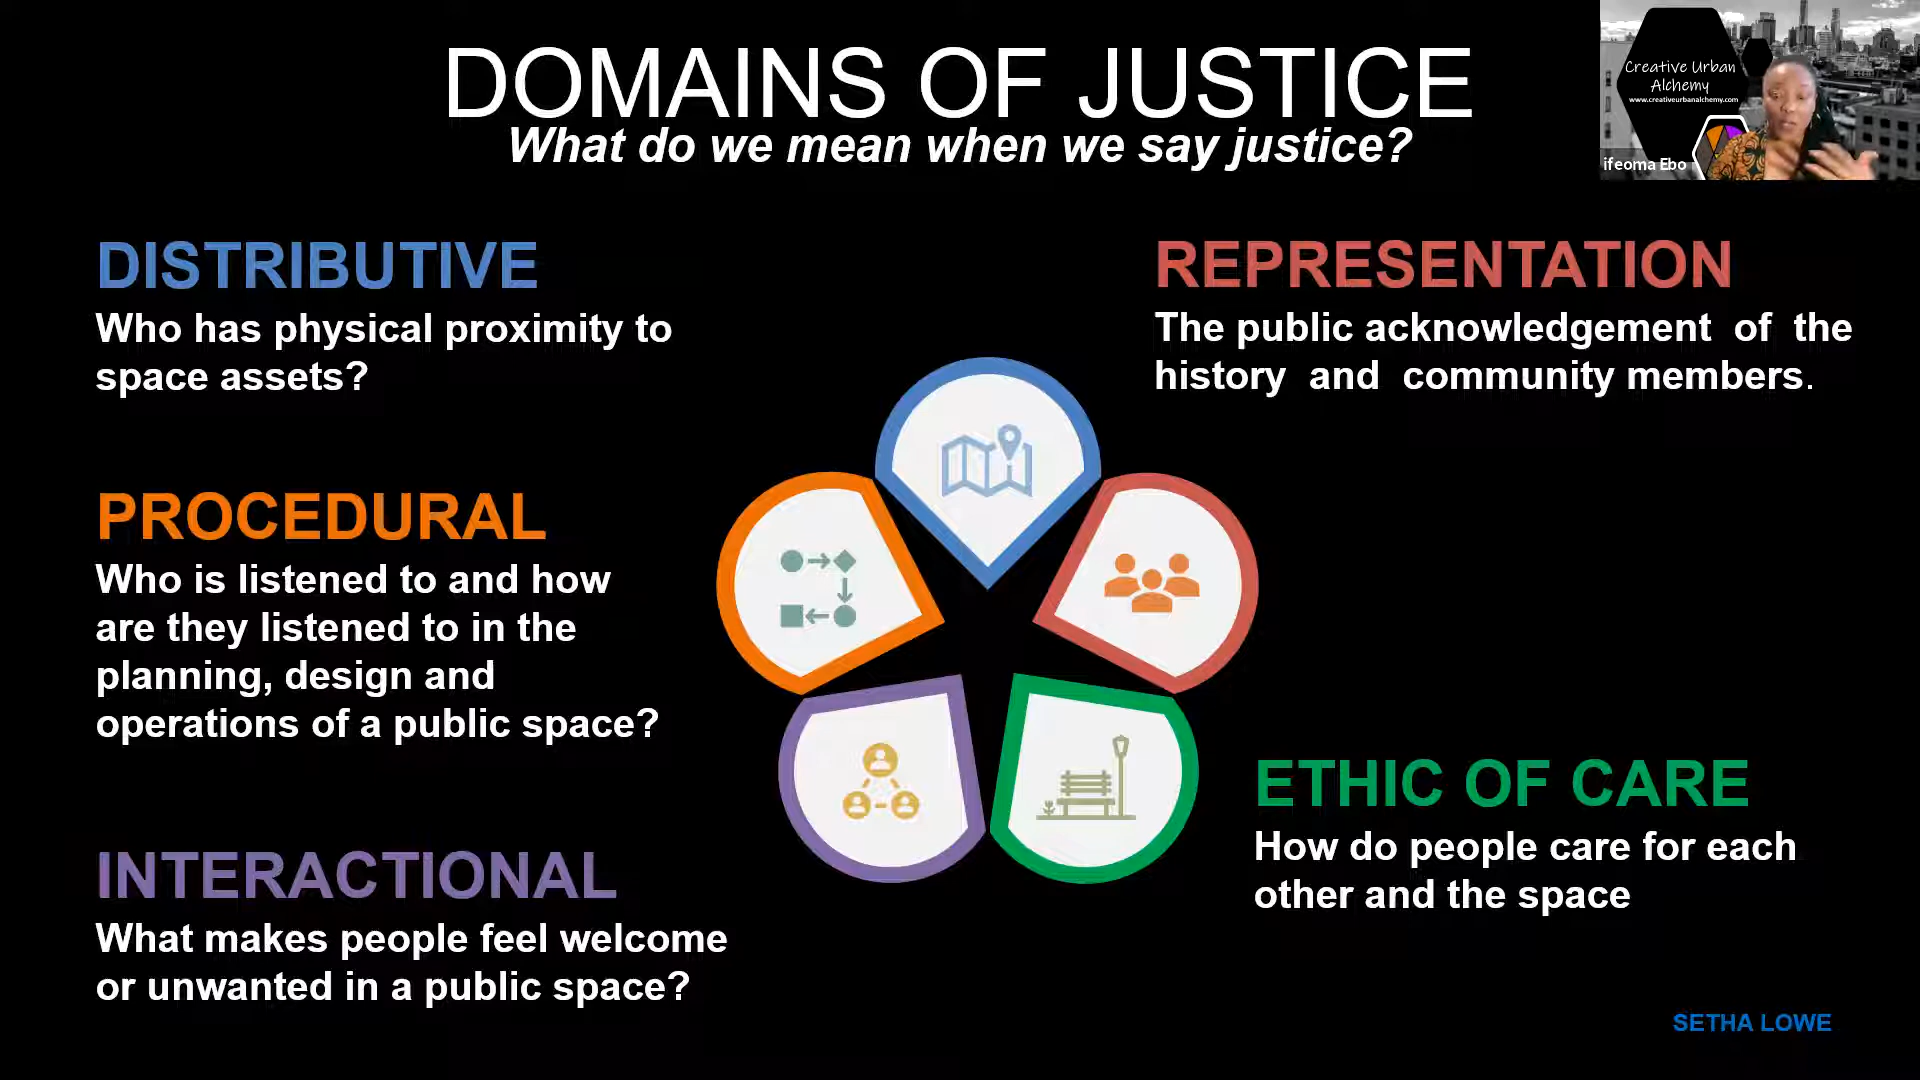 DOMAINS OF JUSTICE
What do we mean when we say justice?
Creative Urban
Alchemy
www.creativeurbanalchemy.com
ifeoma Ebo
DISTRIBUTIVE
Who has physical proximity to
space assets?
REPRESENTATION
The public acknowledgement of the
history and community members.
PROCEDURAL
Who is listened to and how
are they listened to in the
planning, design and
operations of a public space?
ETHIC OF CARE
How do people care for each
other and the space
INTERACTIONAL
What makes people feel welcome
or unwanted in a public space?
SETHA LOWE